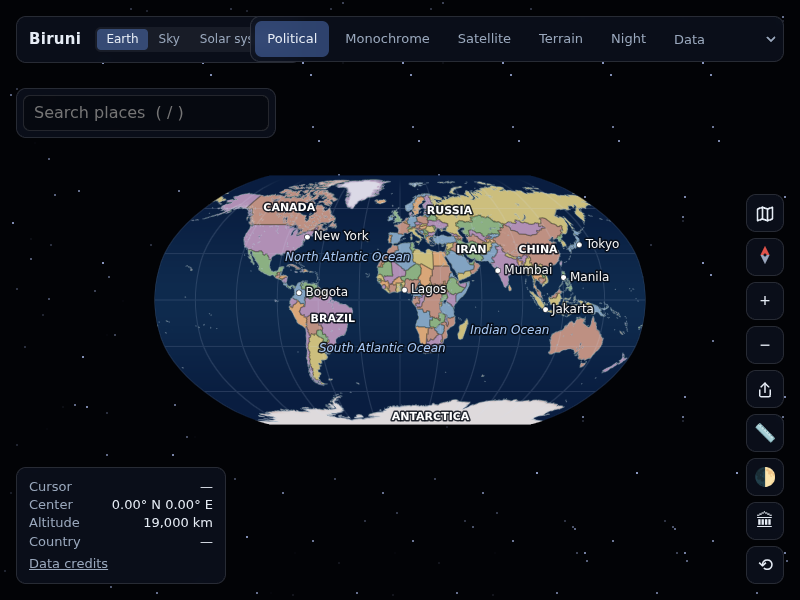 Biruni
Earth Sky Solar sys
Political Monochrome Satellite Terrain Night Data
Search places ( / )
CANADA
RUSSIA
New York
IRAN
CHINA
Tokyo
North Atlantic Ocean
Mumbai
Manila
Bogota
Lagos
Jakarta
BRAZIL
Indian Ocean
South Atlantic Ocean
ANTARCTICA
Cursor —
Center 0.00° N 0.00° E
Altitude 19,000 km
Country —
Data credits